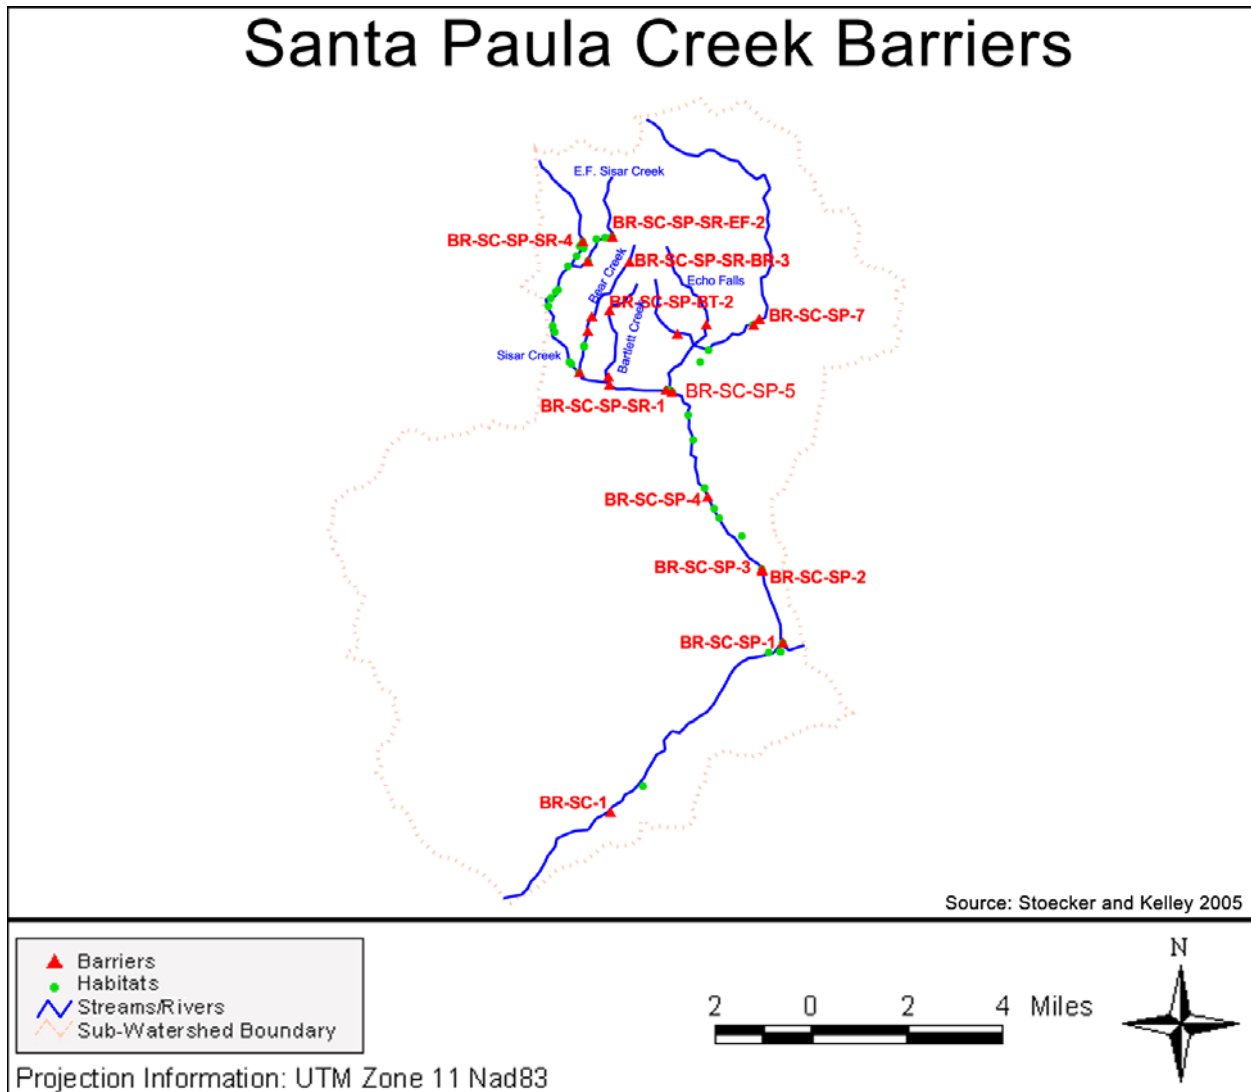 Santa Paula Creek Barriers
E.F. Sisar Creek
BR-SC-SP-SR-EF-2
BR-SC-SP-SR-4
BR-SC-SP-SR-BR-3
Echo Falls
Bear Creek
BR-SC-SP-BT-2
BR-SC-SP-7
Bartlett Creek
Sisar Creek
BR-SC-SP-5
BR-SC-SP-SR-1
BR-SC-SP-4
BR-SC-SP-3
BR-SC-SP-2
BR-SC-SP-1
BR-SC-1
Source: Stoecker and Kelley 2005
Barriers
Habitats
Streams/Rivers
Sub-Watershed Boundary
2 0 2 4 Miles
N
Projection Information: UTM Zone 11 Nad83